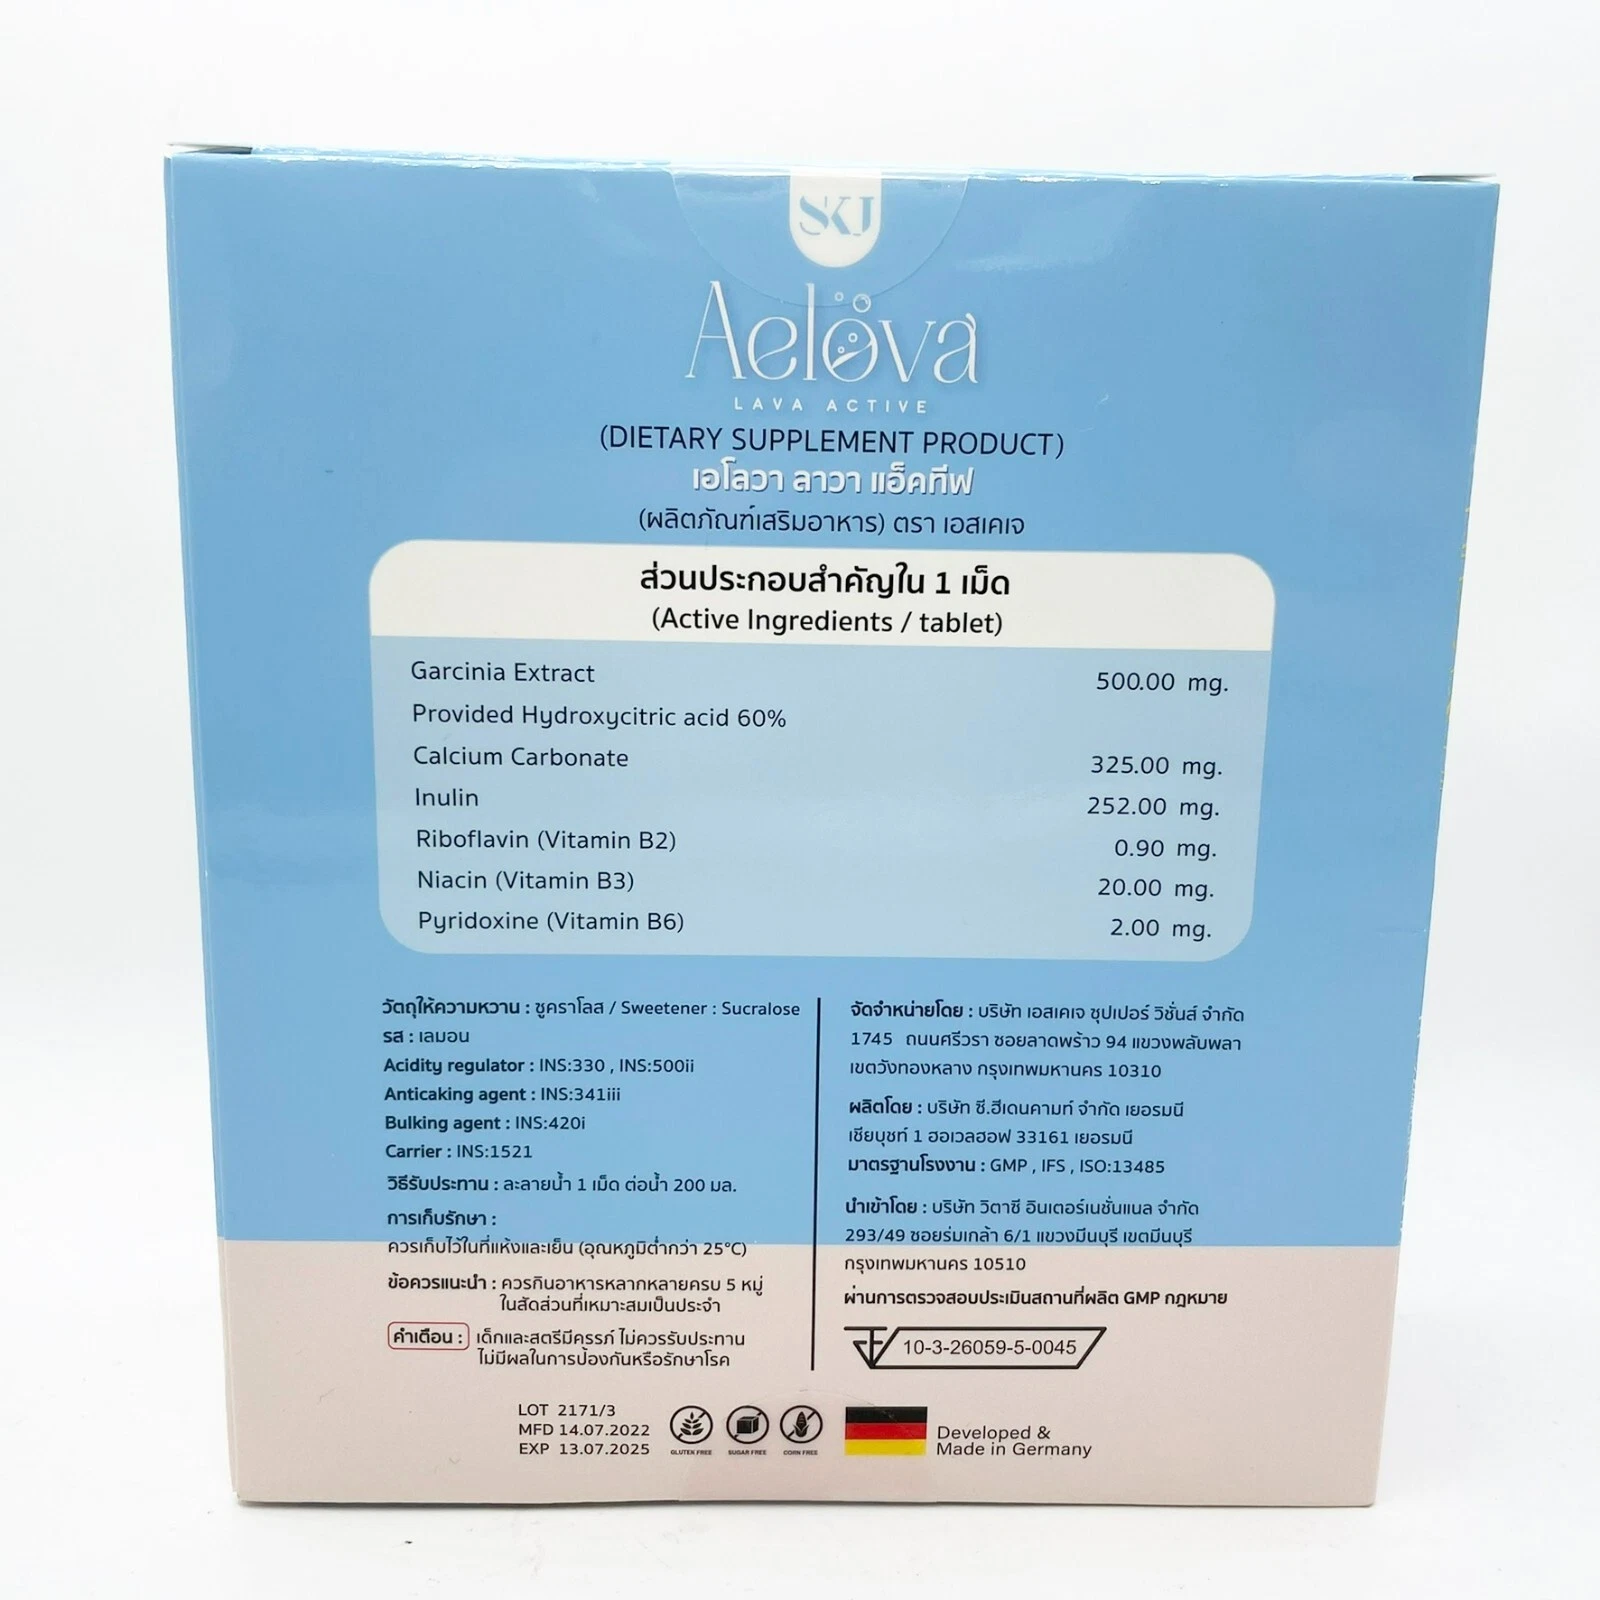 SKJ
Aelova
LAVA ACTIVE
(DIETARY SUPPLEMENT PRODUCT)
เอโลวา ลาวา แอ็คทีฟ
(ผลิตภัณฑ์เสริมอาหาร) ตรา เอสเคเจ
ส่วนประกอบสำคัญใน 1 เม็ด
(Active Ingredients / tablet)
Garcinia Extract 500.00 mg.
Provided Hydroxycitric acid 60%
Calcium Carbonate 325.00 mg.
Inulin 252.00 mg.
Riboflavin (Vitamin B2) 0.90 mg.
Niacin (Vitamin B3) 20.00 mg.
Pyridoxine (Vitamin B6) 2.00 mg.
วัตถุให้ความหวาน : ซูคราโลส / Sweetener : Sucralose
รส : เลมอน
Acidity regulator : INS:330 , INS:500ii
Anticaking agent : INS:341iii
Bulking agent : INS:420i
Carrier : INS:1521
วิธีรับประทาน : ละลายน้ำ 1 เม็ด ต่อน้ำ 200 มล.
การเก็บรักษา :
ควรเก็บไว้ในที่แห้งและเย็น (อุณหภูมิต่ำกว่า 25°C)
ข้อควรแนะนำ : ควรกินอาหารหลากหลายครบ 5 หมู่
ในสัดส่วนที่เหมาะสมเป็นประจำ
คำเตือน : เด็กและสตรีมีครรภ์ ไม่ควรรับประทาน
ไม่มีผลในการป้องกันหรือรักษาโรค
จัดจำหน่ายโดย : บริษัท เอสเคเจ ซุปเปอร์ วิชั่นส์ จำกัด
1745 ถนนศรีวรา ซอยลาดพร้าว 94 แขวงพลับพลา
เขตวังทองหลาง กรุงเทพมหานคร 10310
ผลิตโดย : บริษัท ซี.ฮีเดนคามท์ จำกัด เยอรมนี
เชียบุชท์ 1 ฮอเวลฮอฟ 33161 เยอรมนี
มาตรฐานโรงงาน : GMP , IFS , ISO:13485
นำเข้าโดย : บริษัท วิตาซี อินเตอร์เนชั่นแนล จำกัด
293/49 ซอยร่มเกล้า 6/1 แขวงมีนบุรี เขตมีนบุรี
กรุงเทพมหานคร 10510
ผ่านการตรวจสอบประเมินสถานที่ผลิต GMP กฎหมาย
10-3-26059-5-0045
LOT 2171/3
MFD 14.07.2022
EXP 13.07.2025
GLUTEN FREE
SUGAR FREE
CORN FREE
Developed &
Made in Germany